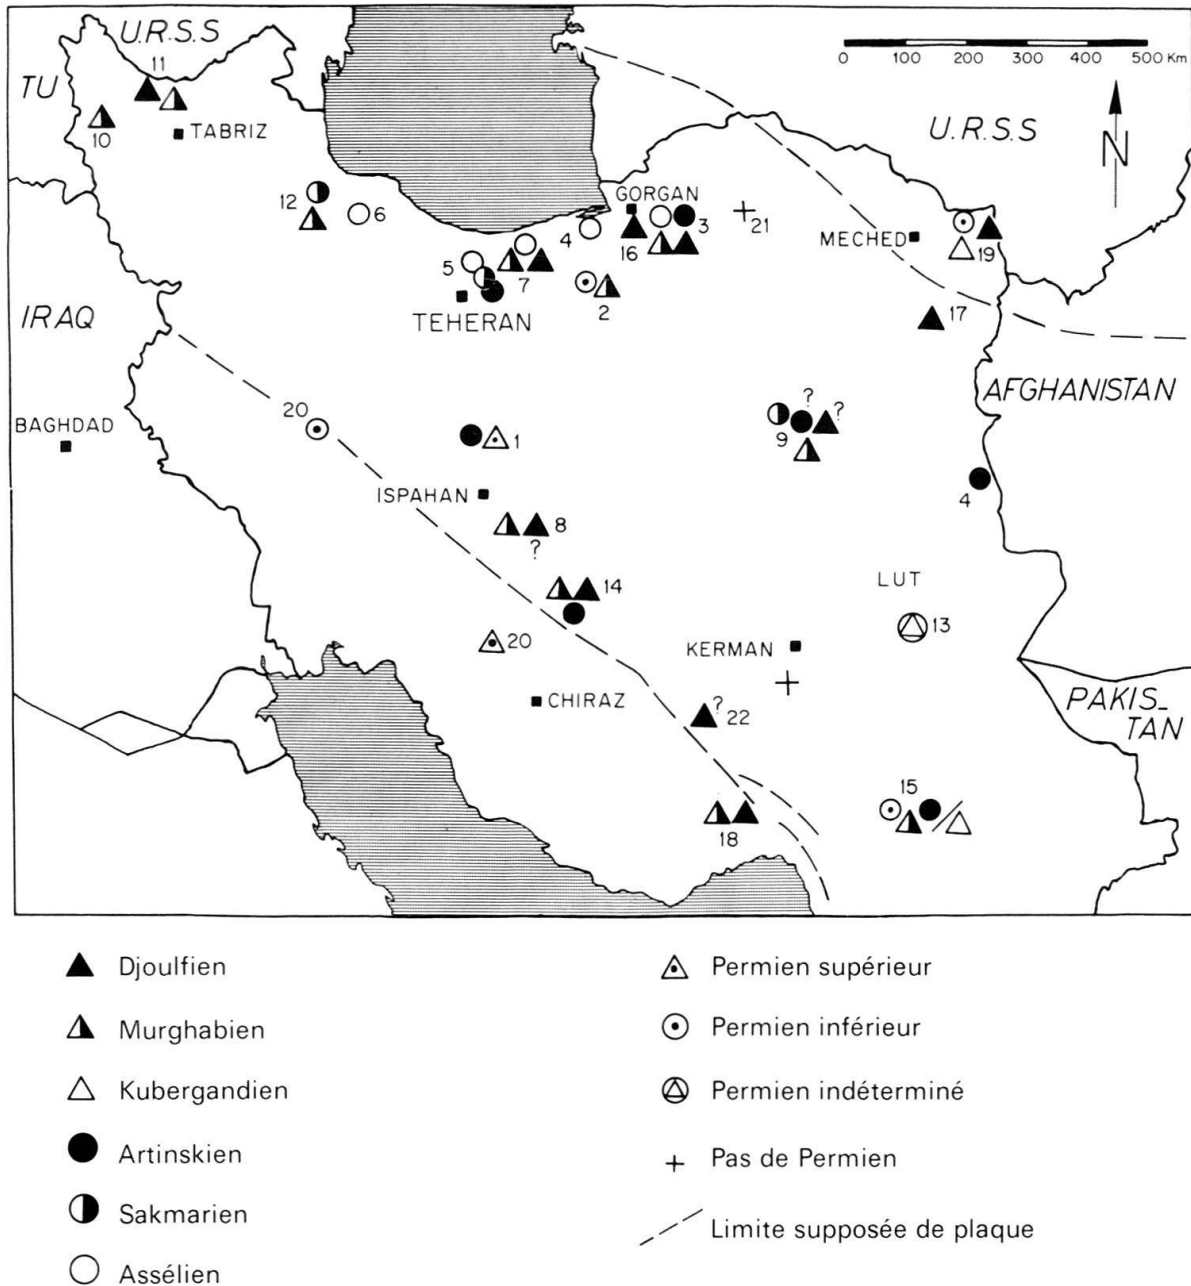 U.R.S.S
11
TU
10
TABRIZ
0 100 200 300 400 500 Km
U.R.S.S
N
12
6
GORGAN
4
16
3
21
MECHED
19
5
7
2
TEHERAN
17
IRAQ
AFGHANISTAN
BAGHDAD
20
1
? ?
9
4
ISPAHAN
8
?
14
LUT
13
20
KERMAN
CHIRAZ
?
22
PAKIS_
TAN
15
18
Djoulfien
Murghabien
Kubergandien
Artinskien
Sakmarien
Assélien
Permien supérieur
Permien inférieur
Permien indéterminé
Pas de Permien
Limite supposée de plaque